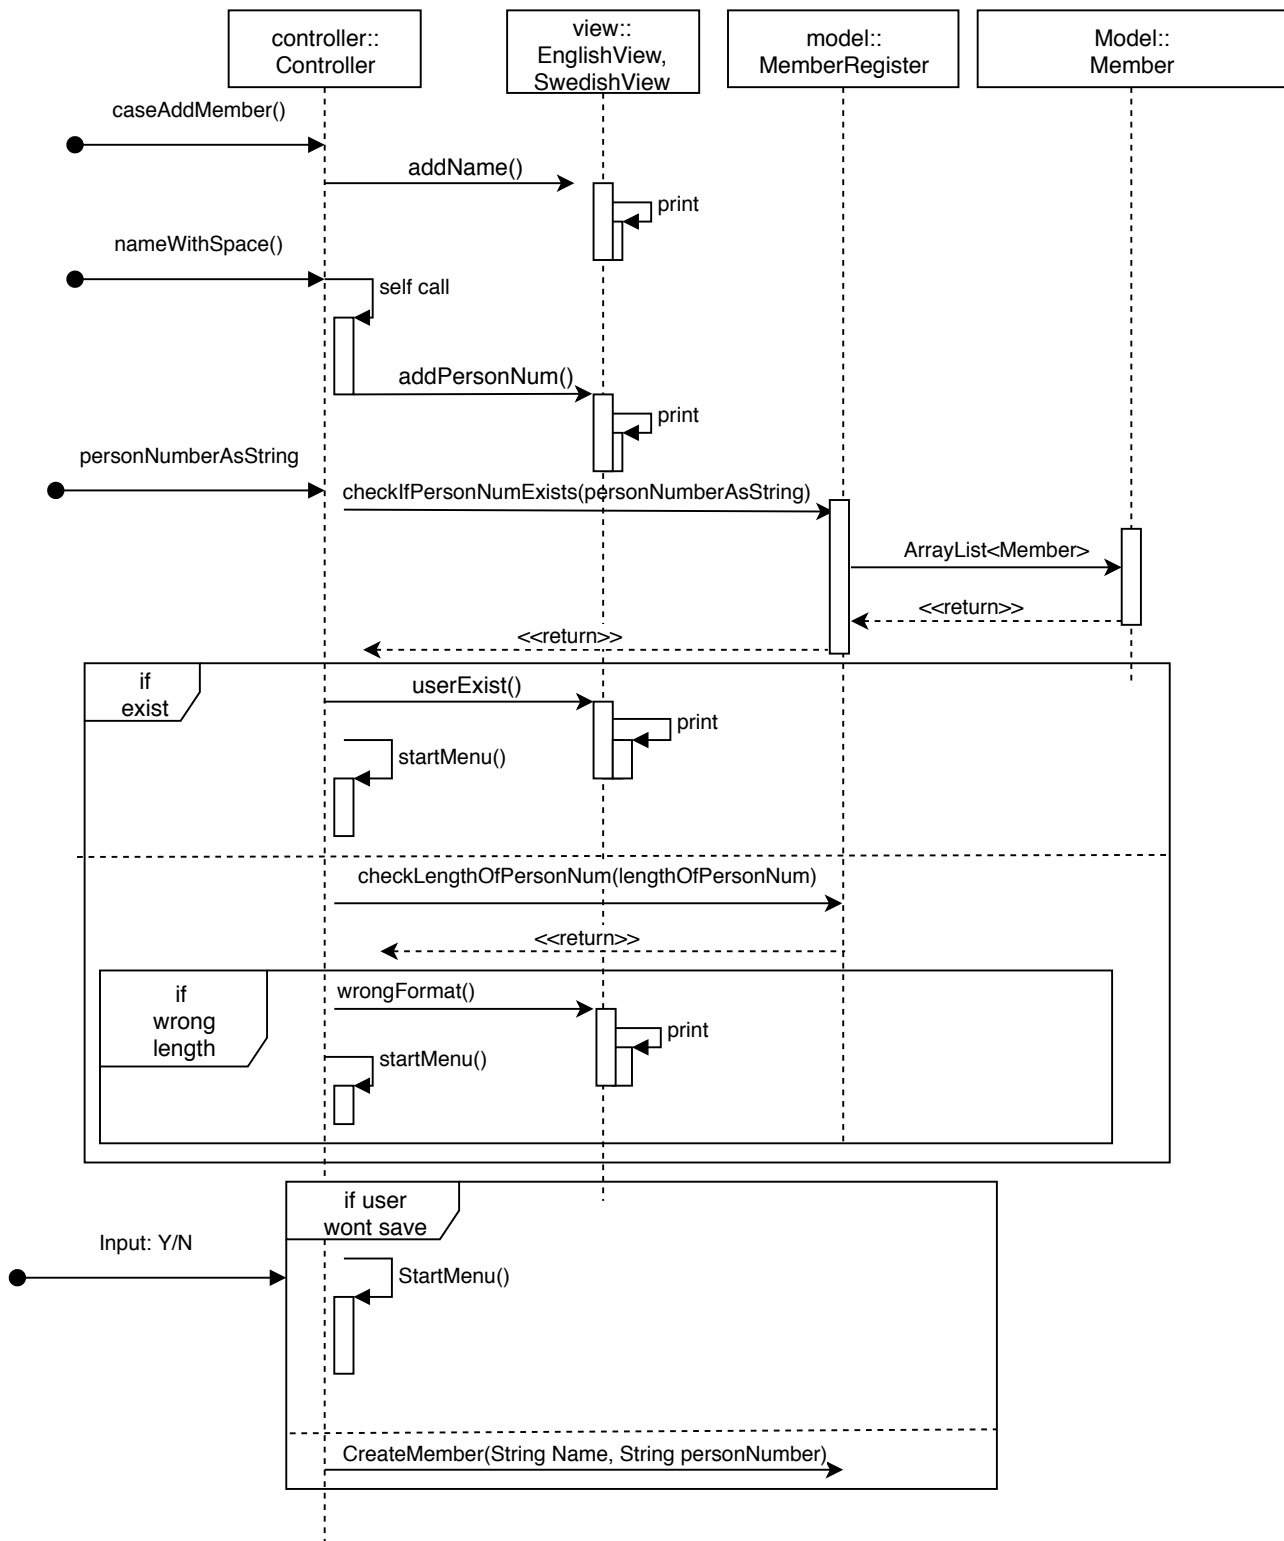 controller::
Controller
view::
EnglishView,
SwedishView
model::
MemberRegister
Model::
Member
caseAddMember()
addName()
print
nameWithSpace()
self call
addPersonNum()
print
personNumberAsString
checkIfPersonNumExists(personNumberAsString)
ArrayList<Member>
<<return>>
<<return>>
if
exist
userExist()
print
startMenu()
checkLengthOfPersonNum(lengthOfPersonNum)
<<return>>
if
wrong
length
wrongFormat()
print
startMenu()
if user
wont save
Input: Y/N
StartMenu()
CreateMember(String Name, String personNumber)